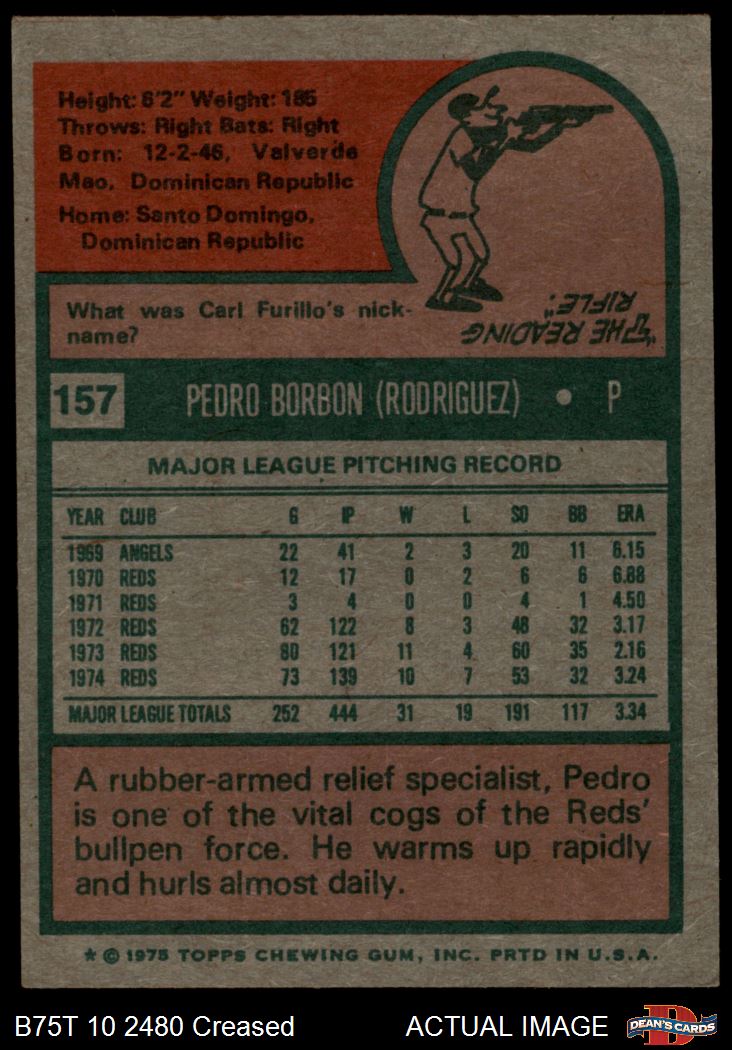 Height: 6'2" Weight: 185
Throws: Right Bats: Right
Born: 12-2-46, Valverde
Mao, Dominican Republic
Home: Santo Domingo,
Dominican Republic
What was Carl Furillo's nick-
name?
"THE READING
RIFLE".
157 PEDRO BORBON (RODRIGUEZ) • P
MAJOR LEAGUE PITCHING RECORD
YEAR CLUB G IP W L SO BB ERA
1969 ANGELS 22 41 2 3 20 11 6.15
1970 REDS 12 17 0 2 6 6 6.88
1971 REDS 3 4 0 0 4 1 4.50
1972 REDS 62 122 8 3 48 32 3.17
1973 REDS 80 121 11 4 60 35 2.16
1974 REDS 73 139 10 7 53 32 3.24
MAJOR LEAGUE TOTALS 252 444 31 19 191 117 3.34
A rubber-armed relief specialist, Pedro
is one of the vital cogs of the Reds'
bullpen force. He warms up rapidly
and hurls almost daily.
* © 1975 TOPPS CHEWING GUM, INC. PRTD IN U.S.A.
B75T 10 2480 Creased ACTUAL IMAGE DEAN'S CARDS